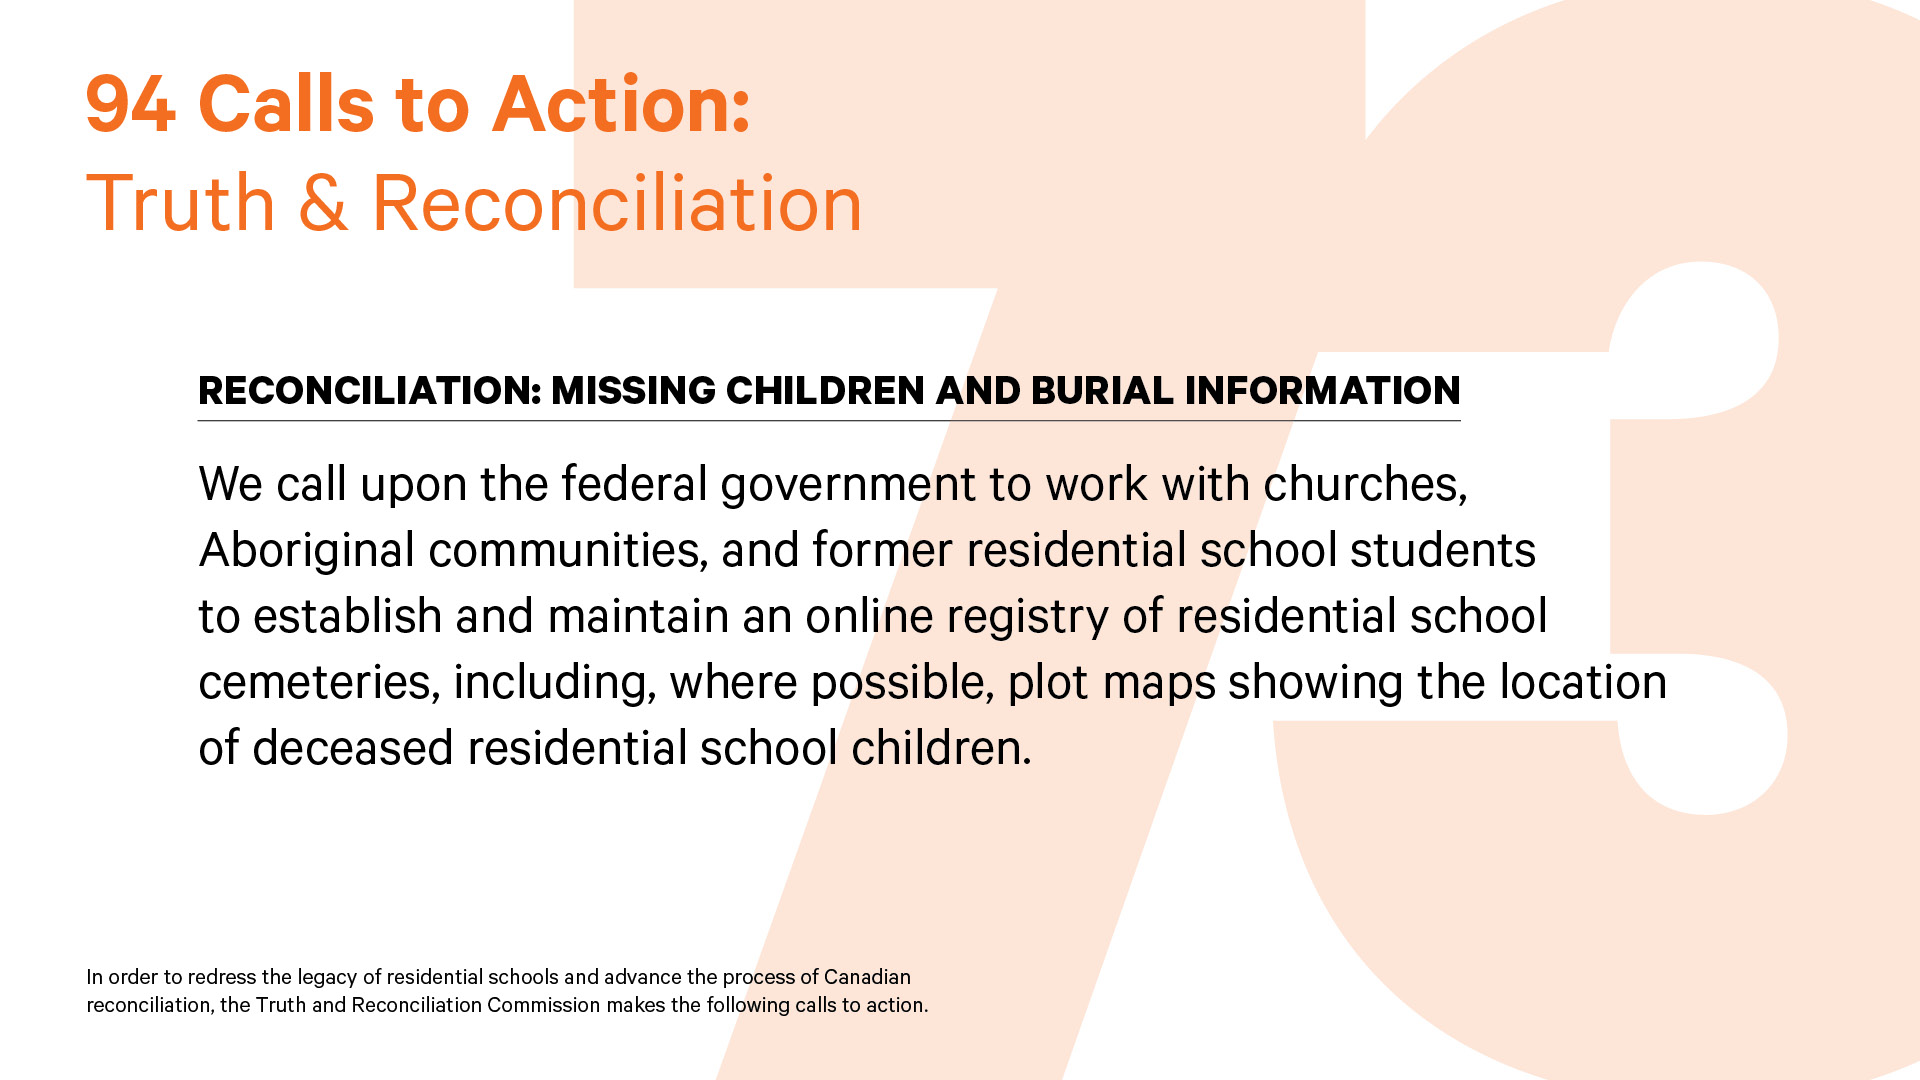 73
94 Calls to Action:
Truth & Reconciliation
RECONCILIATION: MISSING CHILDREN AND BURIAL INFORMATION
We call upon the federal government to work with churches,
Aboriginal communities, and former residential school students
to establish and maintain an online registry of residential school
cemeteries, including, where possible, plot maps showing the location
of deceased residential school children.
In order to redress the legacy of residential schools and advance the process of Canadian
reconciliation, the Truth and Reconciliation Commission makes the following calls to action.